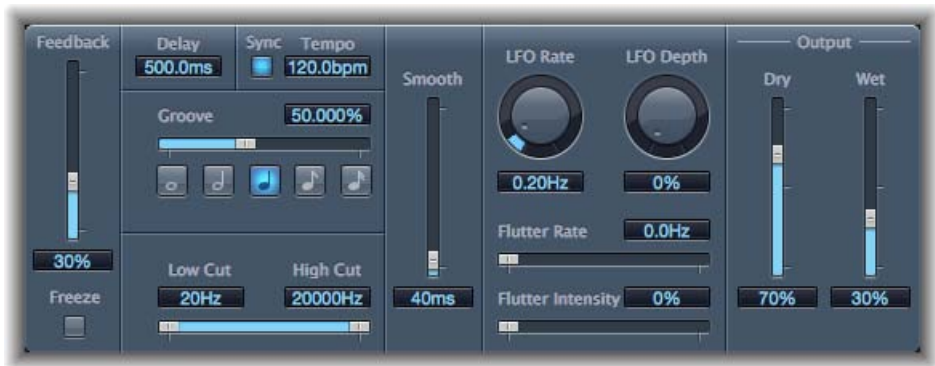 Feedback
30%
Freeze
Delay
500.0ms
Sync
Tempo
120.0bpm
Groove
50.000%
Low Cut
20Hz
High Cut
20000Hz
Smooth
40ms
LFO Rate
0.20Hz
LFO Depth
0%
Flutter Rate
0.0Hz
Flutter Intensity
0%
Output
Dry
70%
Wet
30%